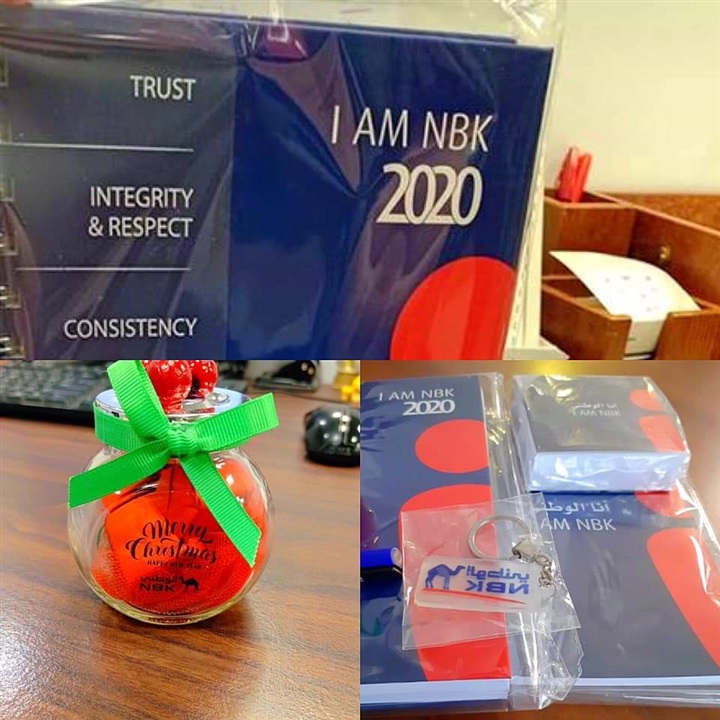 TRUST
INTEGRITY
& RESPECT
CONSISTENCY
I AM NBK
2020
Merry
Christmas
HAPPY NEW YEAR
الوطني
NBK
I AM NBK
2020
أنا الوطني
I AM NBK
أنا الوطني
AM NBK
الوطني
NBK